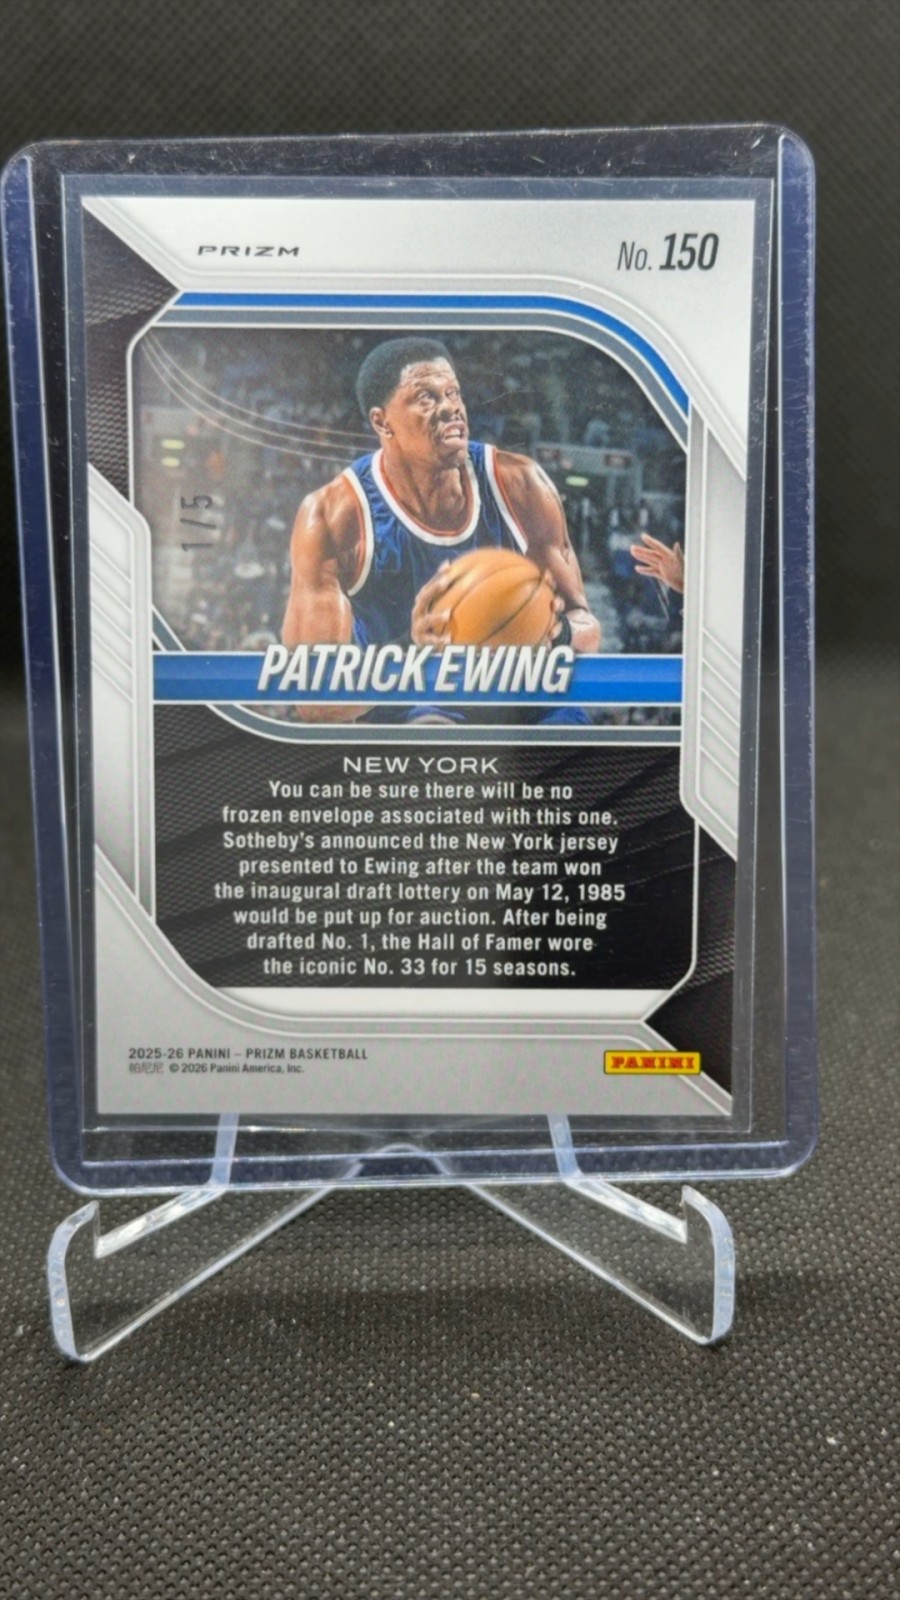 PRIZM
No. 150
1/5
PATRICK EWING
NEW YORK
You can be sure there will be no
frozen envelope associated with this one.
Sotheby's announced the New York jersey
presented to Ewing after the team won
the inaugural draft lottery on May 12, 1985
would be put up for auction. After being
drafted No. 1, the Hall of Famer wore
the iconic No. 33 for 15 seasons.
2025-26 PANINI – PRIZM BASKETBALL
帕尼尼 © 2026 Panini America, Inc.
PANINI